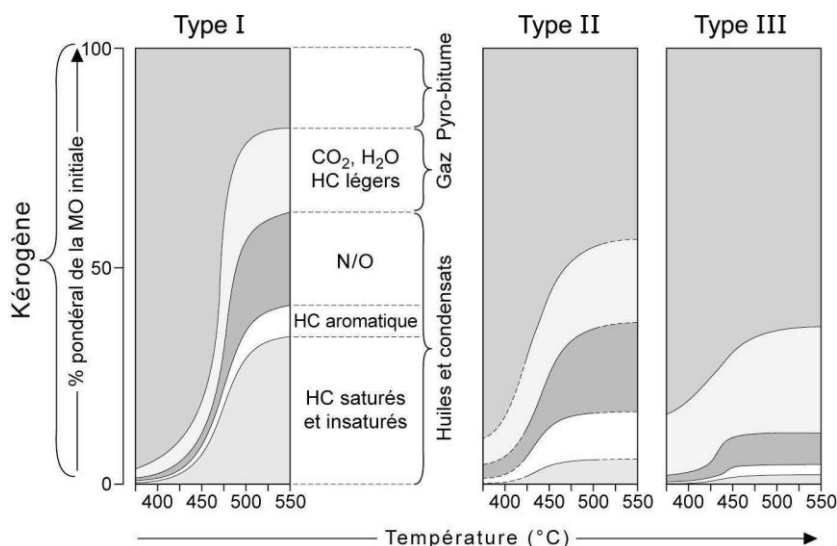 Type I
Type II
Type III
Kérogène
% pondéral de la MO initiale
100
50
0
CO₂, H₂O
HC légers
N/O
HC aromatique
HC saturés
et insaturés
Pyro-bitume
Gaz
Huiles et condensats
400 450 500 550
400 450 500 550
400 450 500 550
Température (°C)